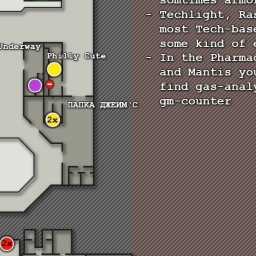 sometimes armo
- Techlight, Ras
most Tech-base
some kind of e
- In the Pharmac
and Mantis you
find gas-analy
gm-counter
Underway
Philly Cute
ПАПКА ДЖЕИМ'С
2x
2x